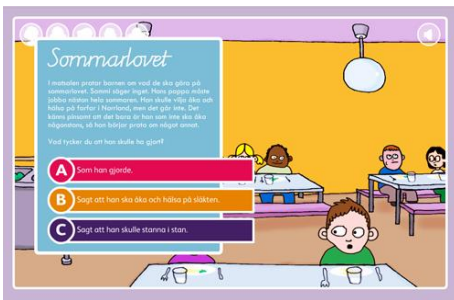 Sommarlovet
I matsalen pratar barnen om vad de ska göra på
sommarlovet. Sammi säger inget. Hans pappa måste
jobba nästan hela sommaren. Han skulle vilja åka och
hälsa på farfar i Norrland, men det går inte. Det
känns pinsamt att det bara är han som inte ska åka
någonstans, så han börjar prata om något annat.
Vad tycker du att han skulle ha gjort?
A Som han gjorde.
B Sagt att han ska åka och hälsa på släkten.
C Sagt att han skulle stanna i stan.